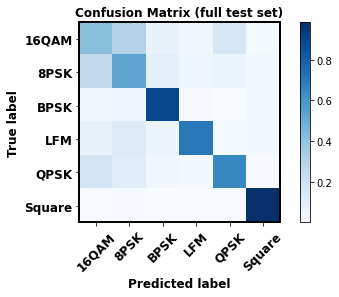 Confusion Matrix (full test set)
16QAM
8PSK
BPSK
LFM
QPSK
Square
True label
16QAM
8PSK
BPSK
LFM
QPSK
Square
Predicted label
0.8
0.6
0.4
0.2